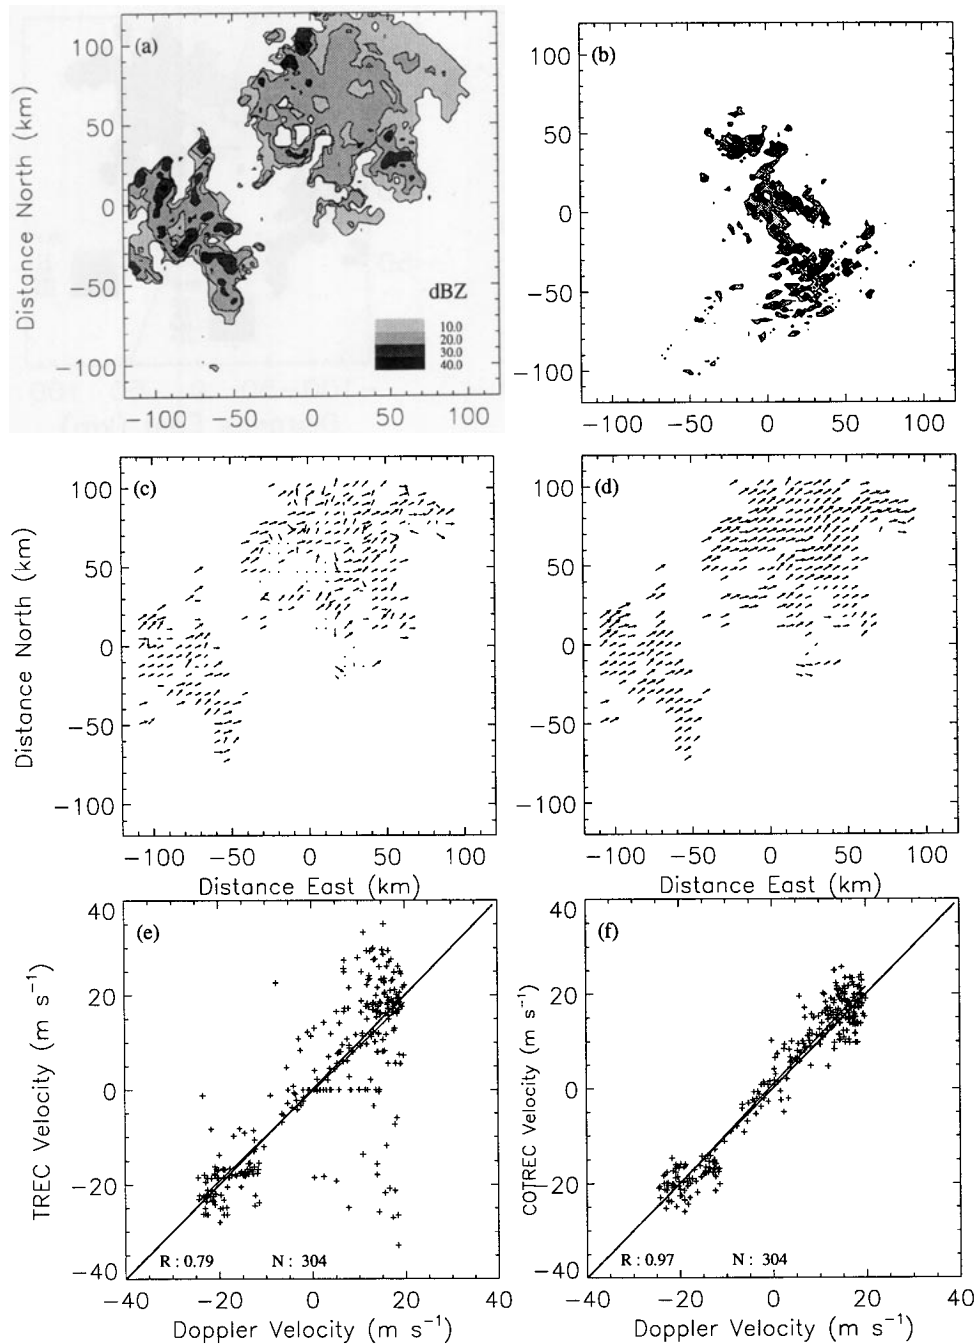 (a)
100
50
0
−50
−100
Distance North (km)
dBZ
10.0
20.0
30.0
40.0
−100 −50 0 50 100
(b)
100
50
0
−50
−100
−100 −50 0 50 100
(c)
100
50
0
−50
−100
Distance North (km)
−100 −50 0 50 100
Distance East (km)
(d)
100
50
0
−50
−100
−100 −50 0 50 100
Distance East (km)
(e)
40
20
0
−20
−40
TREC Velocity (m s⁻¹)
R : 0.79 N : 304
−40 −20 0 20 40
Doppler Velocity (m s⁻¹)
(f)
40
20
0
−20
−40
COTREC Velocity (m s⁻¹)
R : 0.97 N : 304
−40 −20 0 20 40
Doppler Velocity (m s⁻¹)